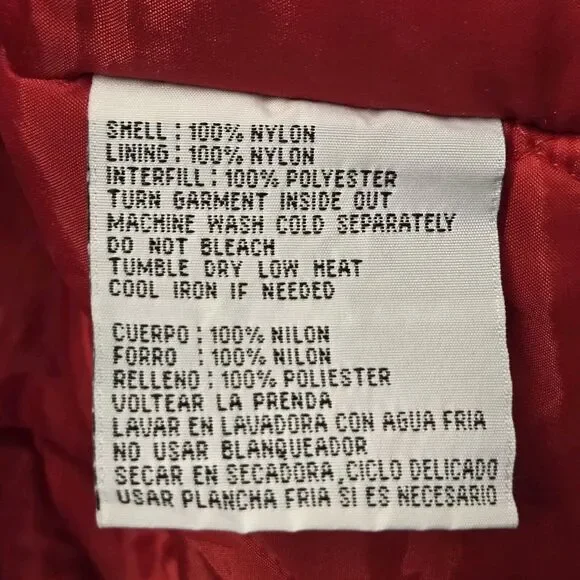 SHELL : 100% NYLON
LINING : 100% NYLON
INTERFILL : 100% POLYESTER
TURN GARMENT INSIDE OUT
MACHINE WASH COLD SEPARATELY
DO NOT BLEACH
TUMBLE DRY LOW HEAT
COOL IRON IF NEEDED
CUERPO : 100% NILON
FORRO : 100% NILON
RELLENO : 100% POLIESTER
VOLTEAR LA PRENDA
LAVAR EN LAVADORA CON AGUA FRIA
NO USAR BLANQUEADOR
SECAR EN SECADORA, CICLO DELICADO
USAR PLANCHA FRIA SI ES NECESARIO